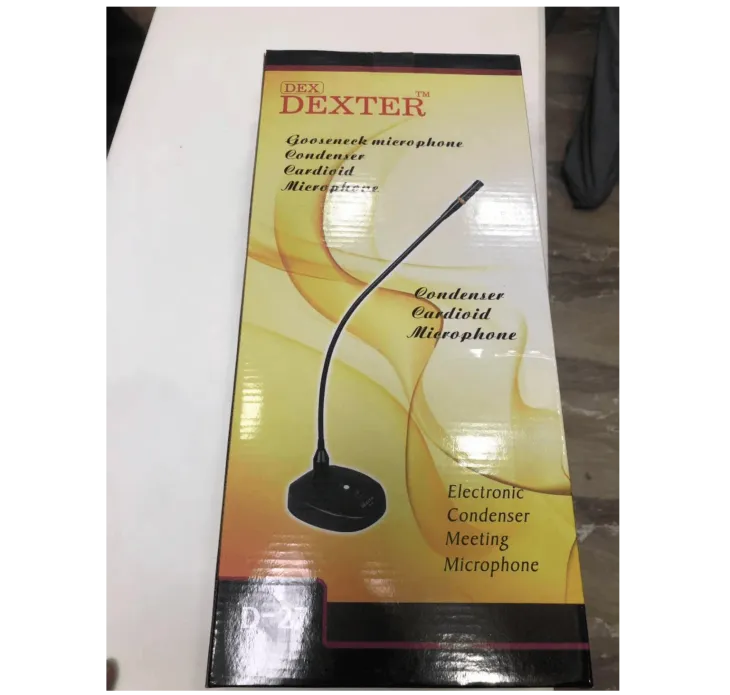 DEX
DEXTER™
Gooseneck microphone
Condenser
Cardioid
Microphone
Condenser
Cardioid
Microphone
Electronic
Condenser
Meeting
Microphone